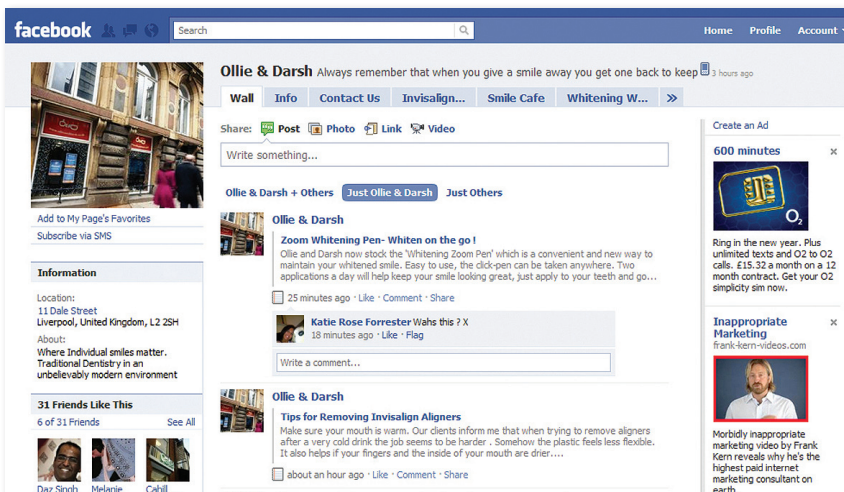 facebook
Search
Home Profile Account
Ollie & Darsh Always remember that when you give a smile away you get one back to keep 3 hours ago
Wall Info Contact Us Invisalign... Smile Cafe Whitening W... »
Share: Post Photo Link Video
Write something...
Ollie & Darsh + Others Just Ollie & Darsh Just Others
Add to My Page's Favorites
Subscribe via SMS
Information
Location:
11 Dale Street
Liverpool, United Kingdom, L2 2SH
About:
Where Individual smiles matter.
Traditional Dentistry in an
unbelievably modern environment
31 Friends Like This
6 of 31 Friends See All
Daz Singh Melanie Cahill
Ollie & Darsh
Zoom Whitening Pen- Whiten on the go !
Ollie and Darsh now stock the 'Whitening Zoom Pen' which is a convenient and new way to
maintain your whitened smile. Easy to use, the click-pen can be taken anywhere. Two
applications a day will help keep your smile looking great, just apply to your teeth and go...
25 minutes ago · Like · Comment · Share
Katie Rose Forrester Wahs this ? X
18 minutes ago · Like · Flag
Write a comment...
Ollie & Darsh
Tips for Removing Invisalign Aligners
Make sure your mouth is warm. Our clients inform me that when trying to remove aligners
after a very cold drink the job seems to be harder . Somehow the plastic feels less flexible.
It also helps if your fingers and the inside of your mouth are drier....
about an hour ago · Like · Comment · Share
Create an Ad
600 minutes
O2
Ring in the new year. Plus
unlimited texts and O2 to O2
calls. £15.32 a month on a 12
month contract. Get your O2
simplicity sim now.
Inappropriate
Marketing
frank-kern-videos.com
Morbidly inappropriate
marketing video by Frank
Kern reveals why he's the
highest paid internet
marketing consultant on
earth